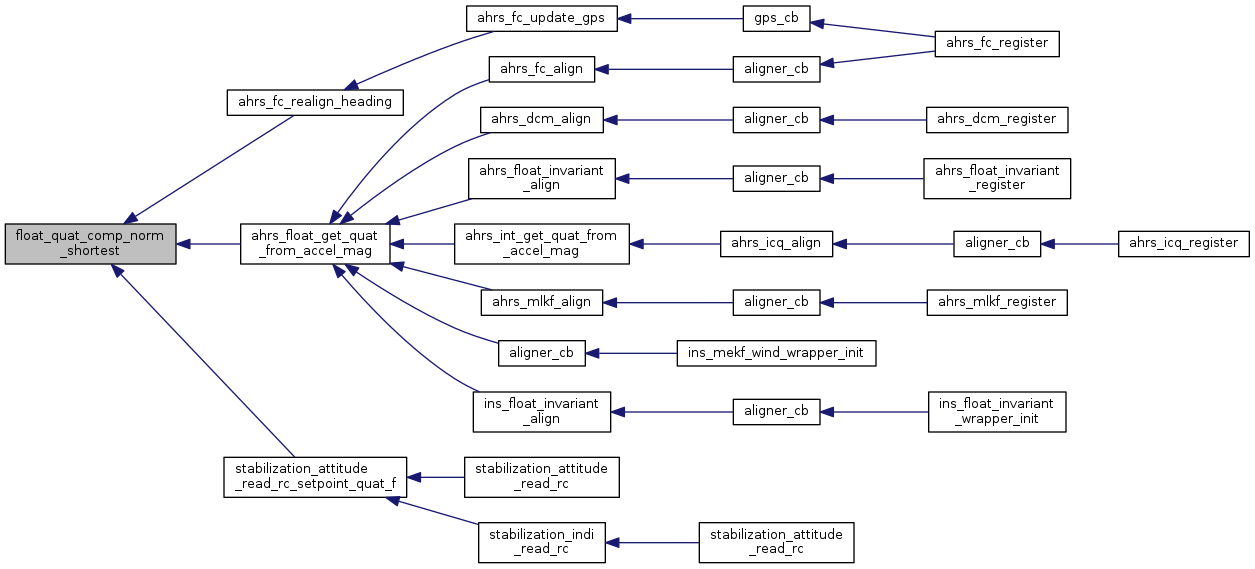 ahrs_fc_update_gps
gps_cb
ahrs_fc_register
ahrs_fc_align
aligner_cb
ahrs_fc_realign_heading
ahrs_dcm_align
aligner_cb
ahrs_dcm_register
ahrs_float_invariant
_align
aligner_cb
ahrs_float_invariant
_register
float_quat_comp_norm
_shortest
ahrs_float_get_quat
_from_accel_mag
ahrs_int_get_quat_from
_accel_mag
ahrs_icq_align
aligner_cb
ahrs_icq_register
ahrs_mlkf_align
aligner_cb
ahrs_mlkf_register
aligner_cb
ins_mekf_wind_wrapper_init
ins_float_invariant
_align
aligner_cb
ins_float_invariant
_wrapper_init
stabilization_attitude
_read_rc_setpoint_quat_f
stabilization_attitude
_read_rc
stabilization_indi
_read_rc
stabilization_attitude
_read_rc